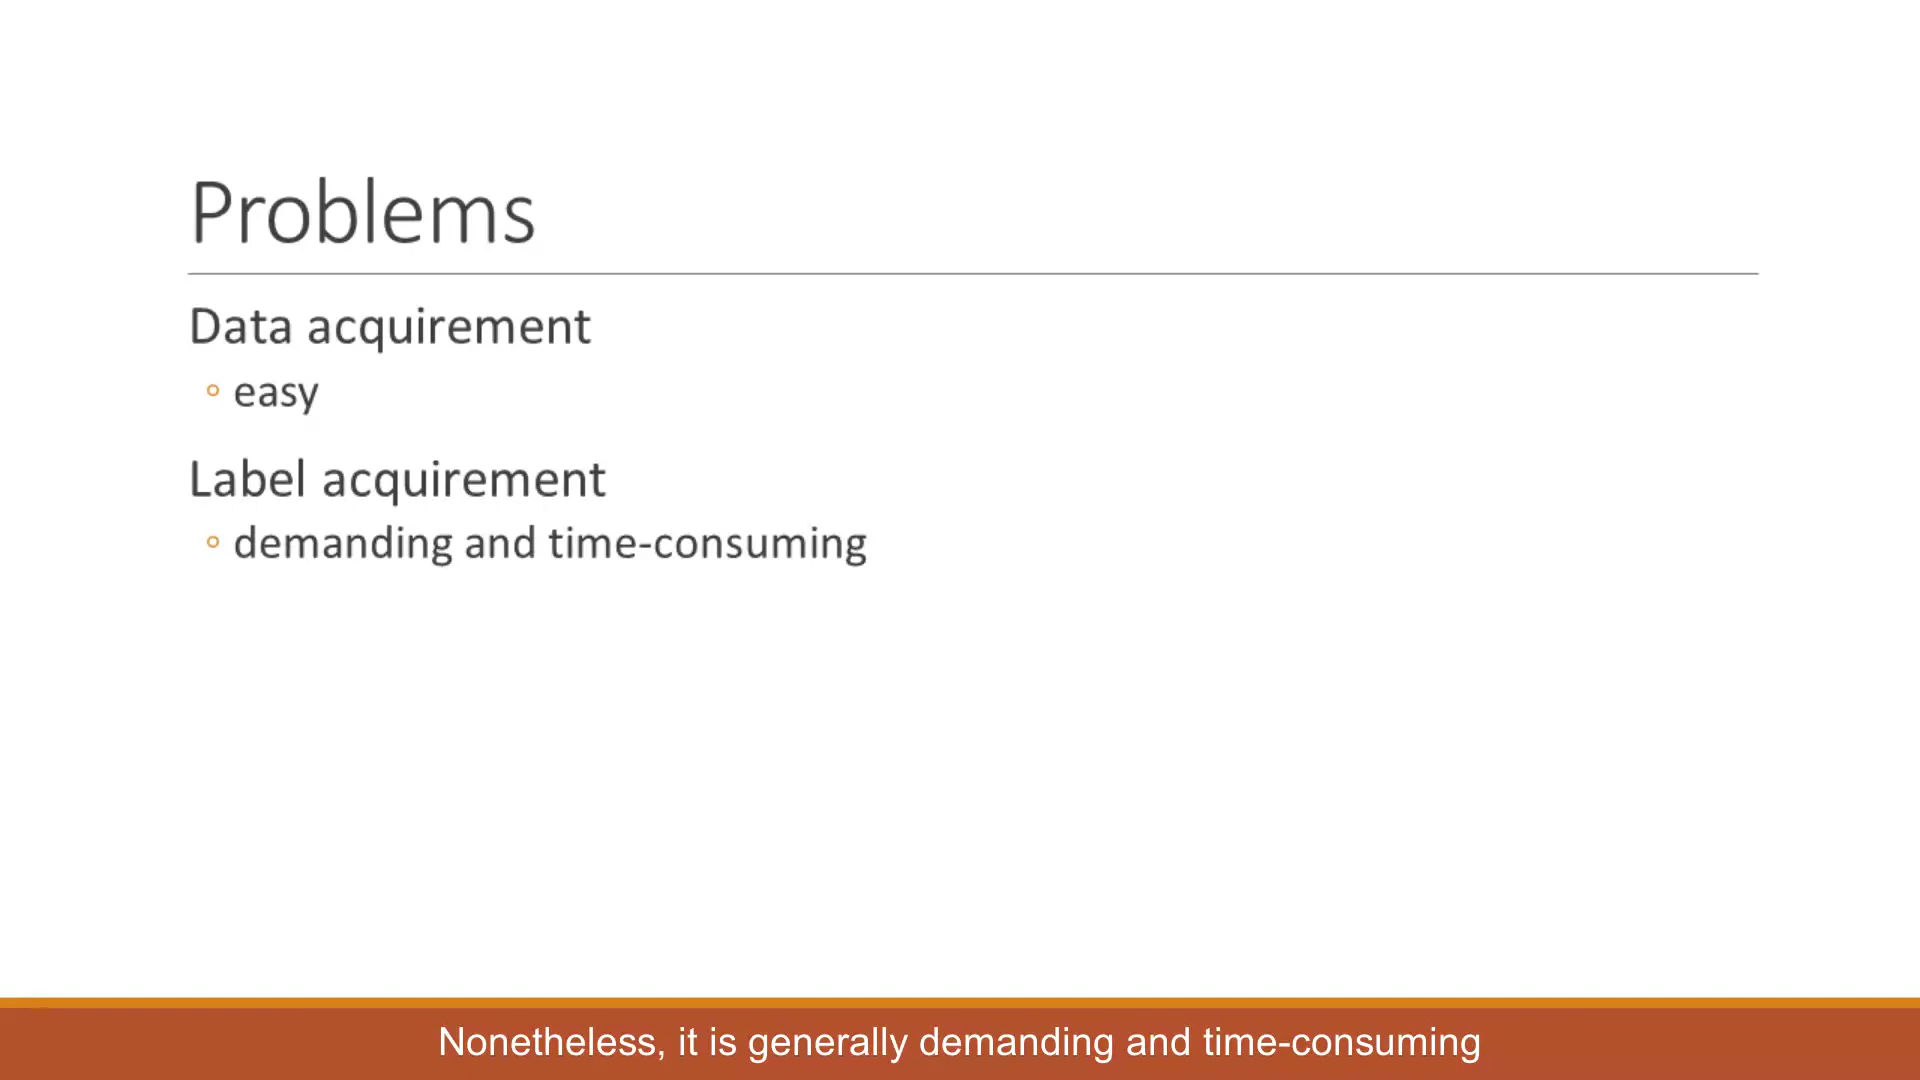 Problems
Data acquirement
◦ easy
Label acquirement
◦ demanding and time-consuming
Nonetheless, it is generally demanding and time-consuming